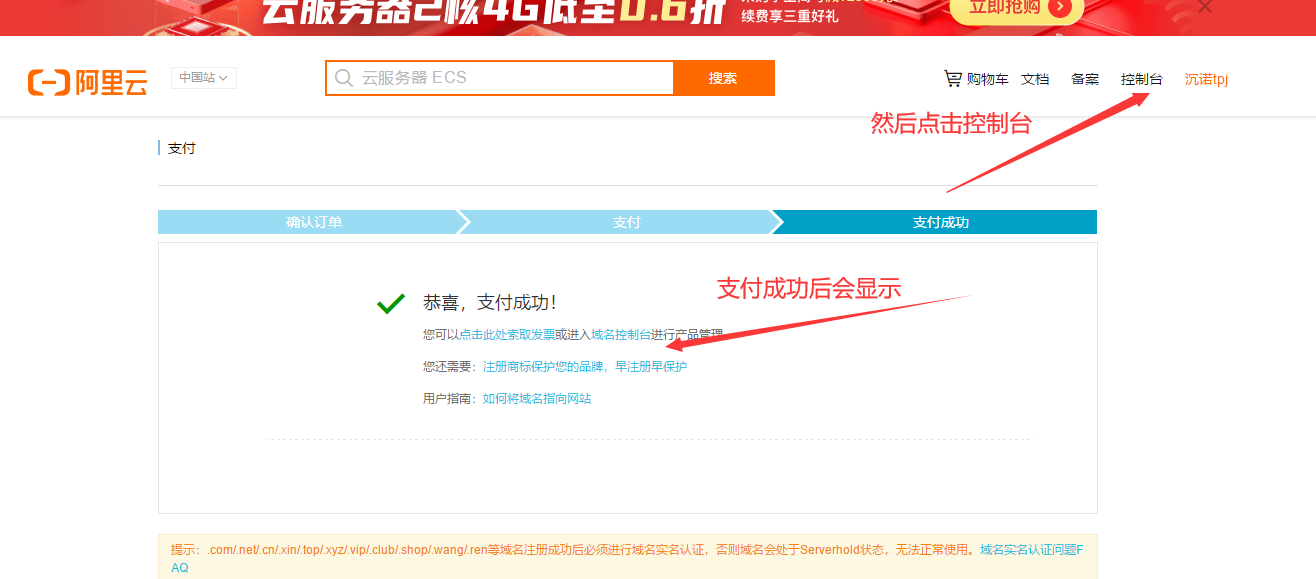 云服务器2核4G低至0.6折
续费享三重好礼
立即抢购
阿里云
中国站
云服务器 ECS
搜索
购物车 文档 备案 控制台 沉诺tpj
然后点击控制台
支付
确认订单 支付 支付成功
支付成功后会显示
恭喜，支付成功！
您可以点击此处索取发票或进入域名控制台进行产品管理
您还需要：注册商标保护您的品牌，早注册早保护
用户指南：如何将域名指向网站
提示：.com/.net/.cn/.xin/.top/.xyz/.vip/.club/.shop/.wang/.ren等域名注册成功后必须进行域名实名认证，否则域名会处于Serverhold状态，无法正常使用。域名实名认证问题F
AQ